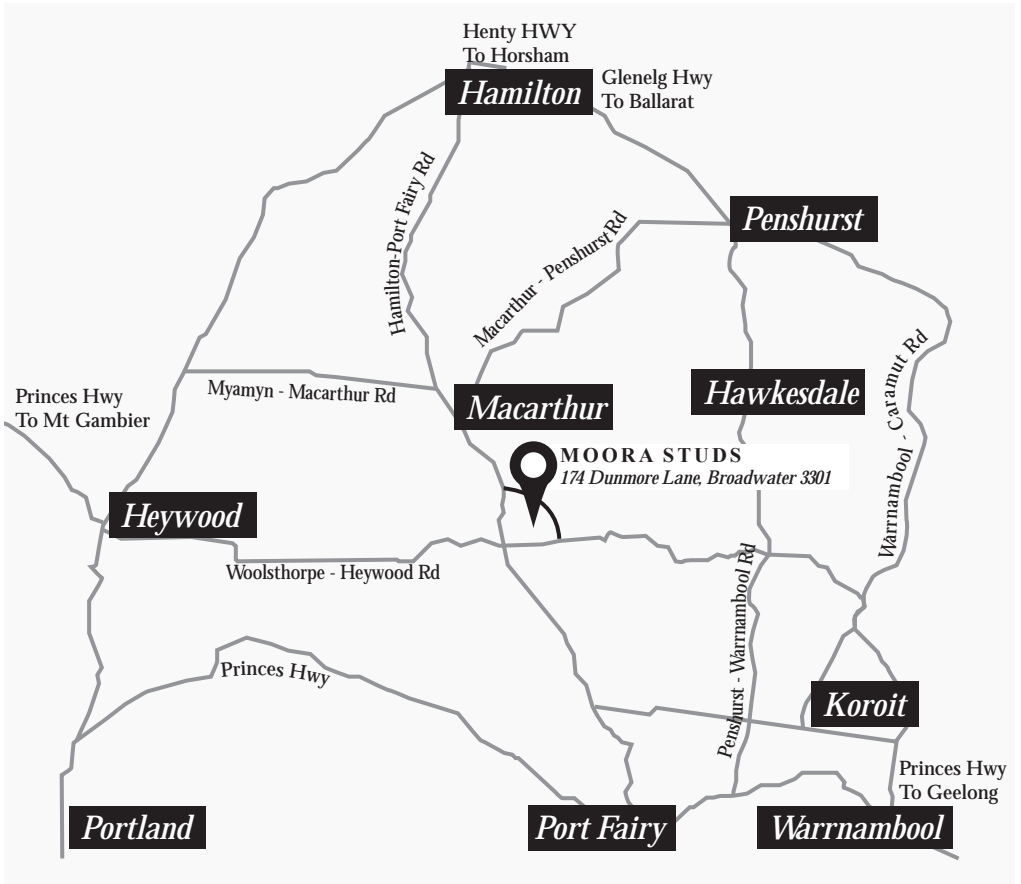 Henty HWY
To Horsham
Hamilton
Glenelg Hwy
To Ballarat
Hamilton-Port Fairy Rd
Macarthur - Penshurst Rd
Penshurst
Myamyn - Macarthur Rd
Princes Hwy
To Mt Gambier
Macarthur
Hawkesdale
Warrnambool - Caramut Rd
MOORA STUDS
174 Dunmore Lane, Broadwater 3301
Heywood
Woolsthorpe - Heywood Rd
Penshurst - Warrnambool Rd
Princes Hwy
Koroit
Princes Hwy
To Geelong
Portland
Port Fairy
Warrnambool